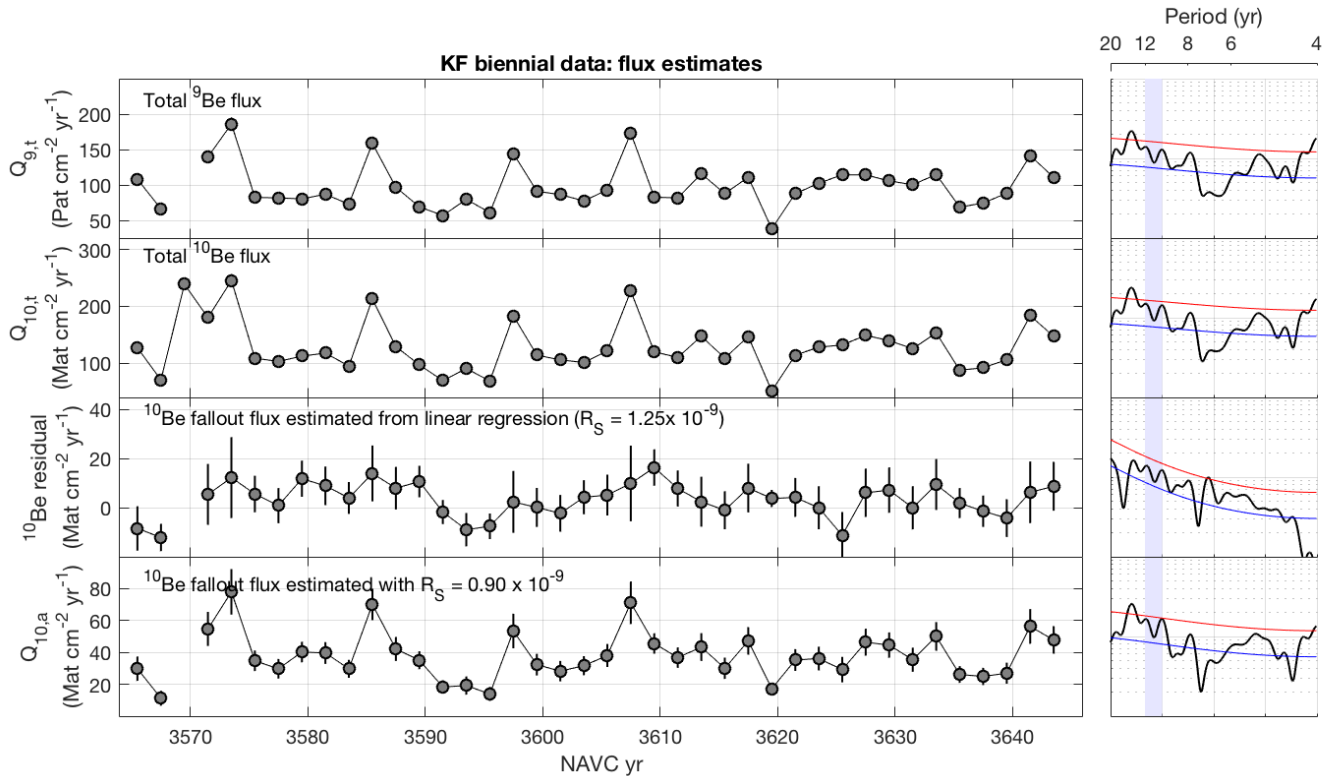 Period (yr)
20 12 8 6 4
KF biennial data: flux estimates
Total ⁹Be flux
Q9,t
(Pat cm⁻² yr⁻¹)
200
150
100
50
Total ¹⁰Be flux
Q10,t
(Mat cm⁻² yr⁻¹)
300
200
100
¹⁰Be fallout flux estimated from linear regression (RS = 1.25x 10⁻⁹)
¹⁰Be residual
(Mat cm⁻² yr⁻¹)
40
20
0
¹⁰Be fallout flux estimated with RS = 0.90 x 10⁻⁹
Q10,a
(Mat cm⁻² yr⁻¹)
80
60
40
20
3570 3580 3590 3600 3610 3620 3630 3640
NAVC yr